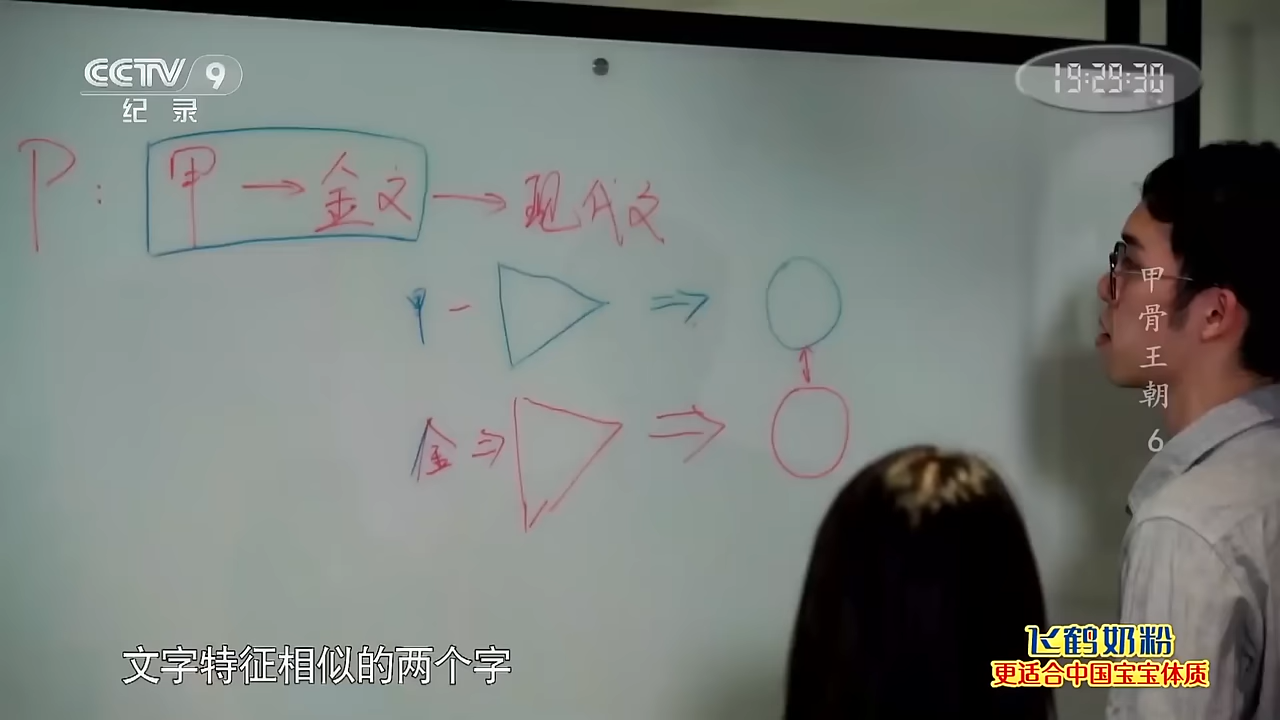 CCTV 9
纪录
19:29:30
P: 甲 → 金文 → 现代文
甲 - ⇒
金 ⇒ ⇒
甲骨王朝 6
文字特征相似的两个字
飞鹤奶粉
更适合中国宝宝体质